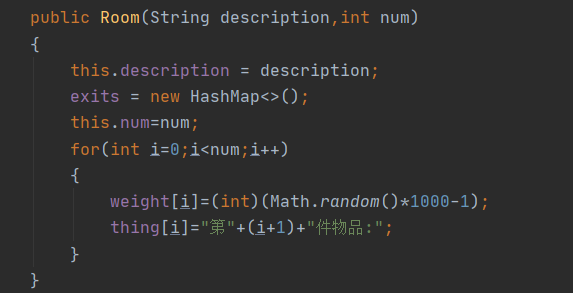 public Room(String description,int num)
{
this.description = description;
exits = new HashMap<>();
this.num=num;
for(int i=0;i<num;i++)
{
weight[i]=(int)(Math.random()*1000-1);
thing[i]="第"+(i+1)+"件物品:";
}
}